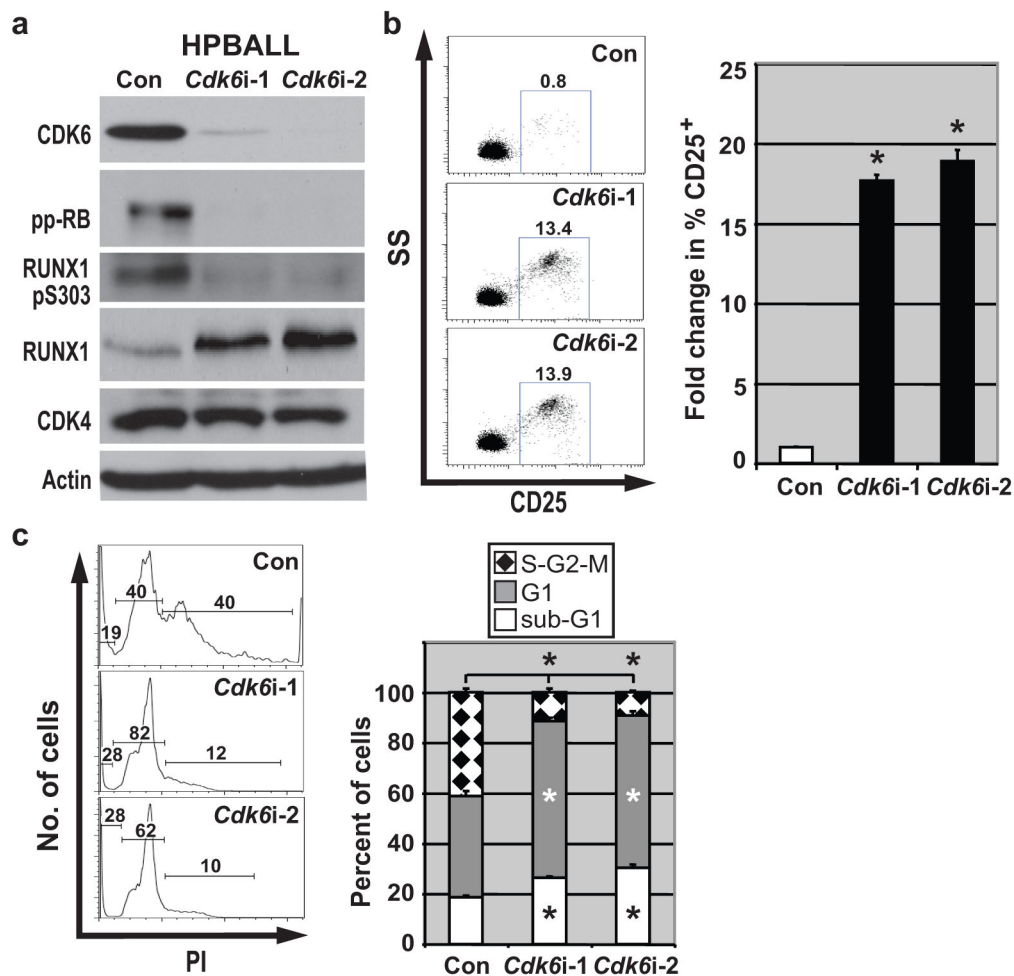 a
HPBALL
Con Cdk6i-1 Cdk6i-2
CDK6
pp-RB
RUNX1
pS303
RUNX1
CDK4
Actin
b
Con
0.8
Cdk6i-1
13.4
Cdk6i-2
13.9
SS
CD25
Fold change in % CD25+
25
20
15
10
5
0
*
*
Con Cdk6i-1 Cdk6i-2
c
Con
40
40
19
Cdk6i-1
82
28
12
Cdk6i-2
28
62
10
No. of cells
PI
S-G2-M
G1
sub-G1
Percent of cells
100
80
60
40
20
0
* *
* *
* *
Con Cdk6i-1 Cdk6i-2